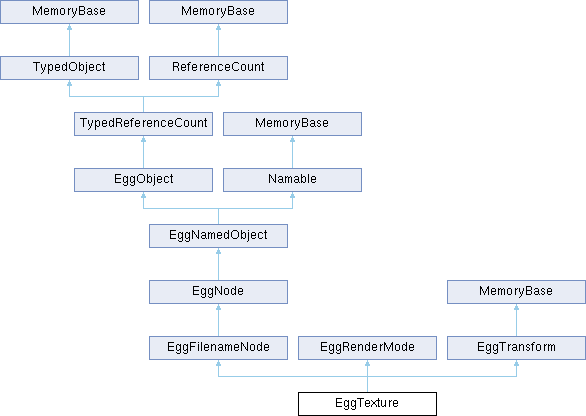 MemoryBase
MemoryBase
TypedObject
ReferenceCount
TypedReferenceCount
MemoryBase
EggObject
Namable
EggNamedObject
EggNode
MemoryBase
EggFilenameNode
EggRenderMode
EggTransform
EggTexture